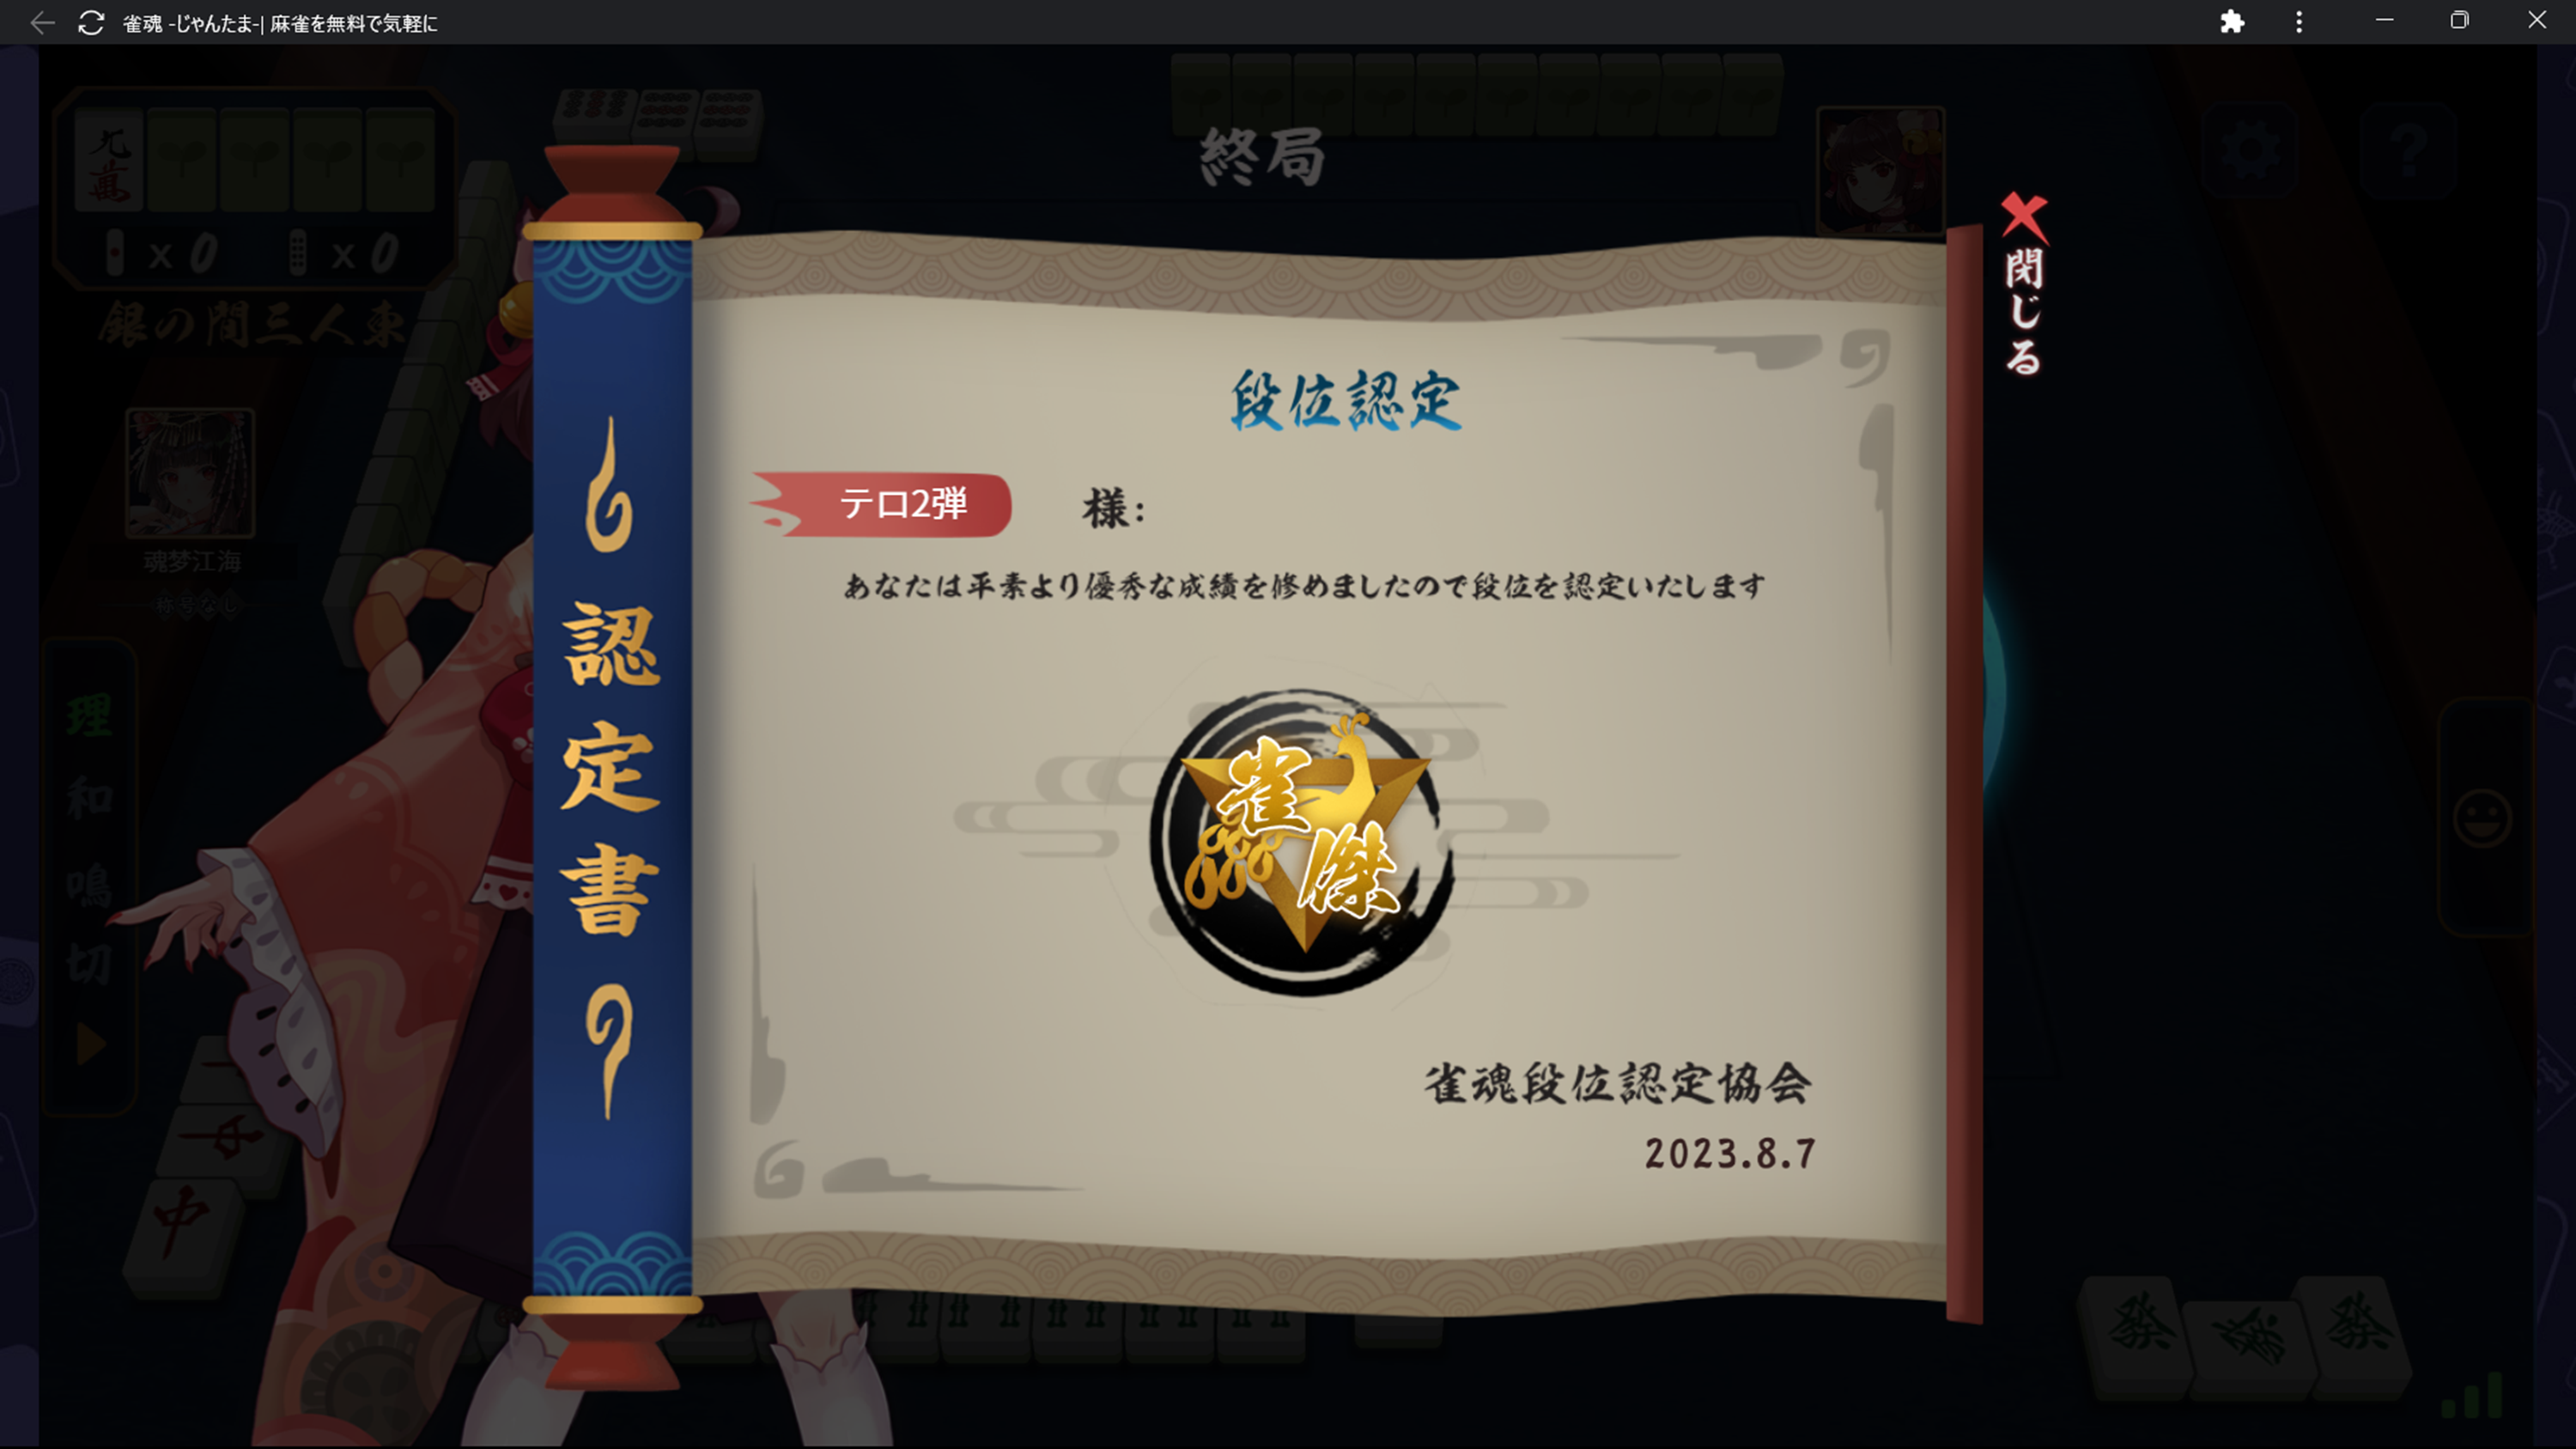 雀魂 -じゃんたま-| 麻雀を無料で気軽に
九萬
x 0
x 0
銀の間三人東
終局
閉じる
魂梦江海
称号なし
理
和
鳴
切
認定書
段位認定
テロ2弾 様:
あなたは平素より優秀な成績を修めましたので段位を認定いたします
雀傑
雀魂段位認定協会
2023.8.7
中
發
發
發
?